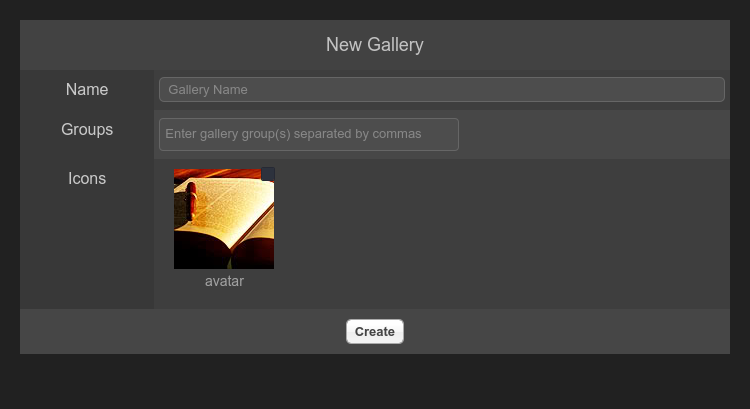 New Gallery
Name
Gallery Name
Groups
Enter gallery group(s) separated by commas
Icons
avatar
Create